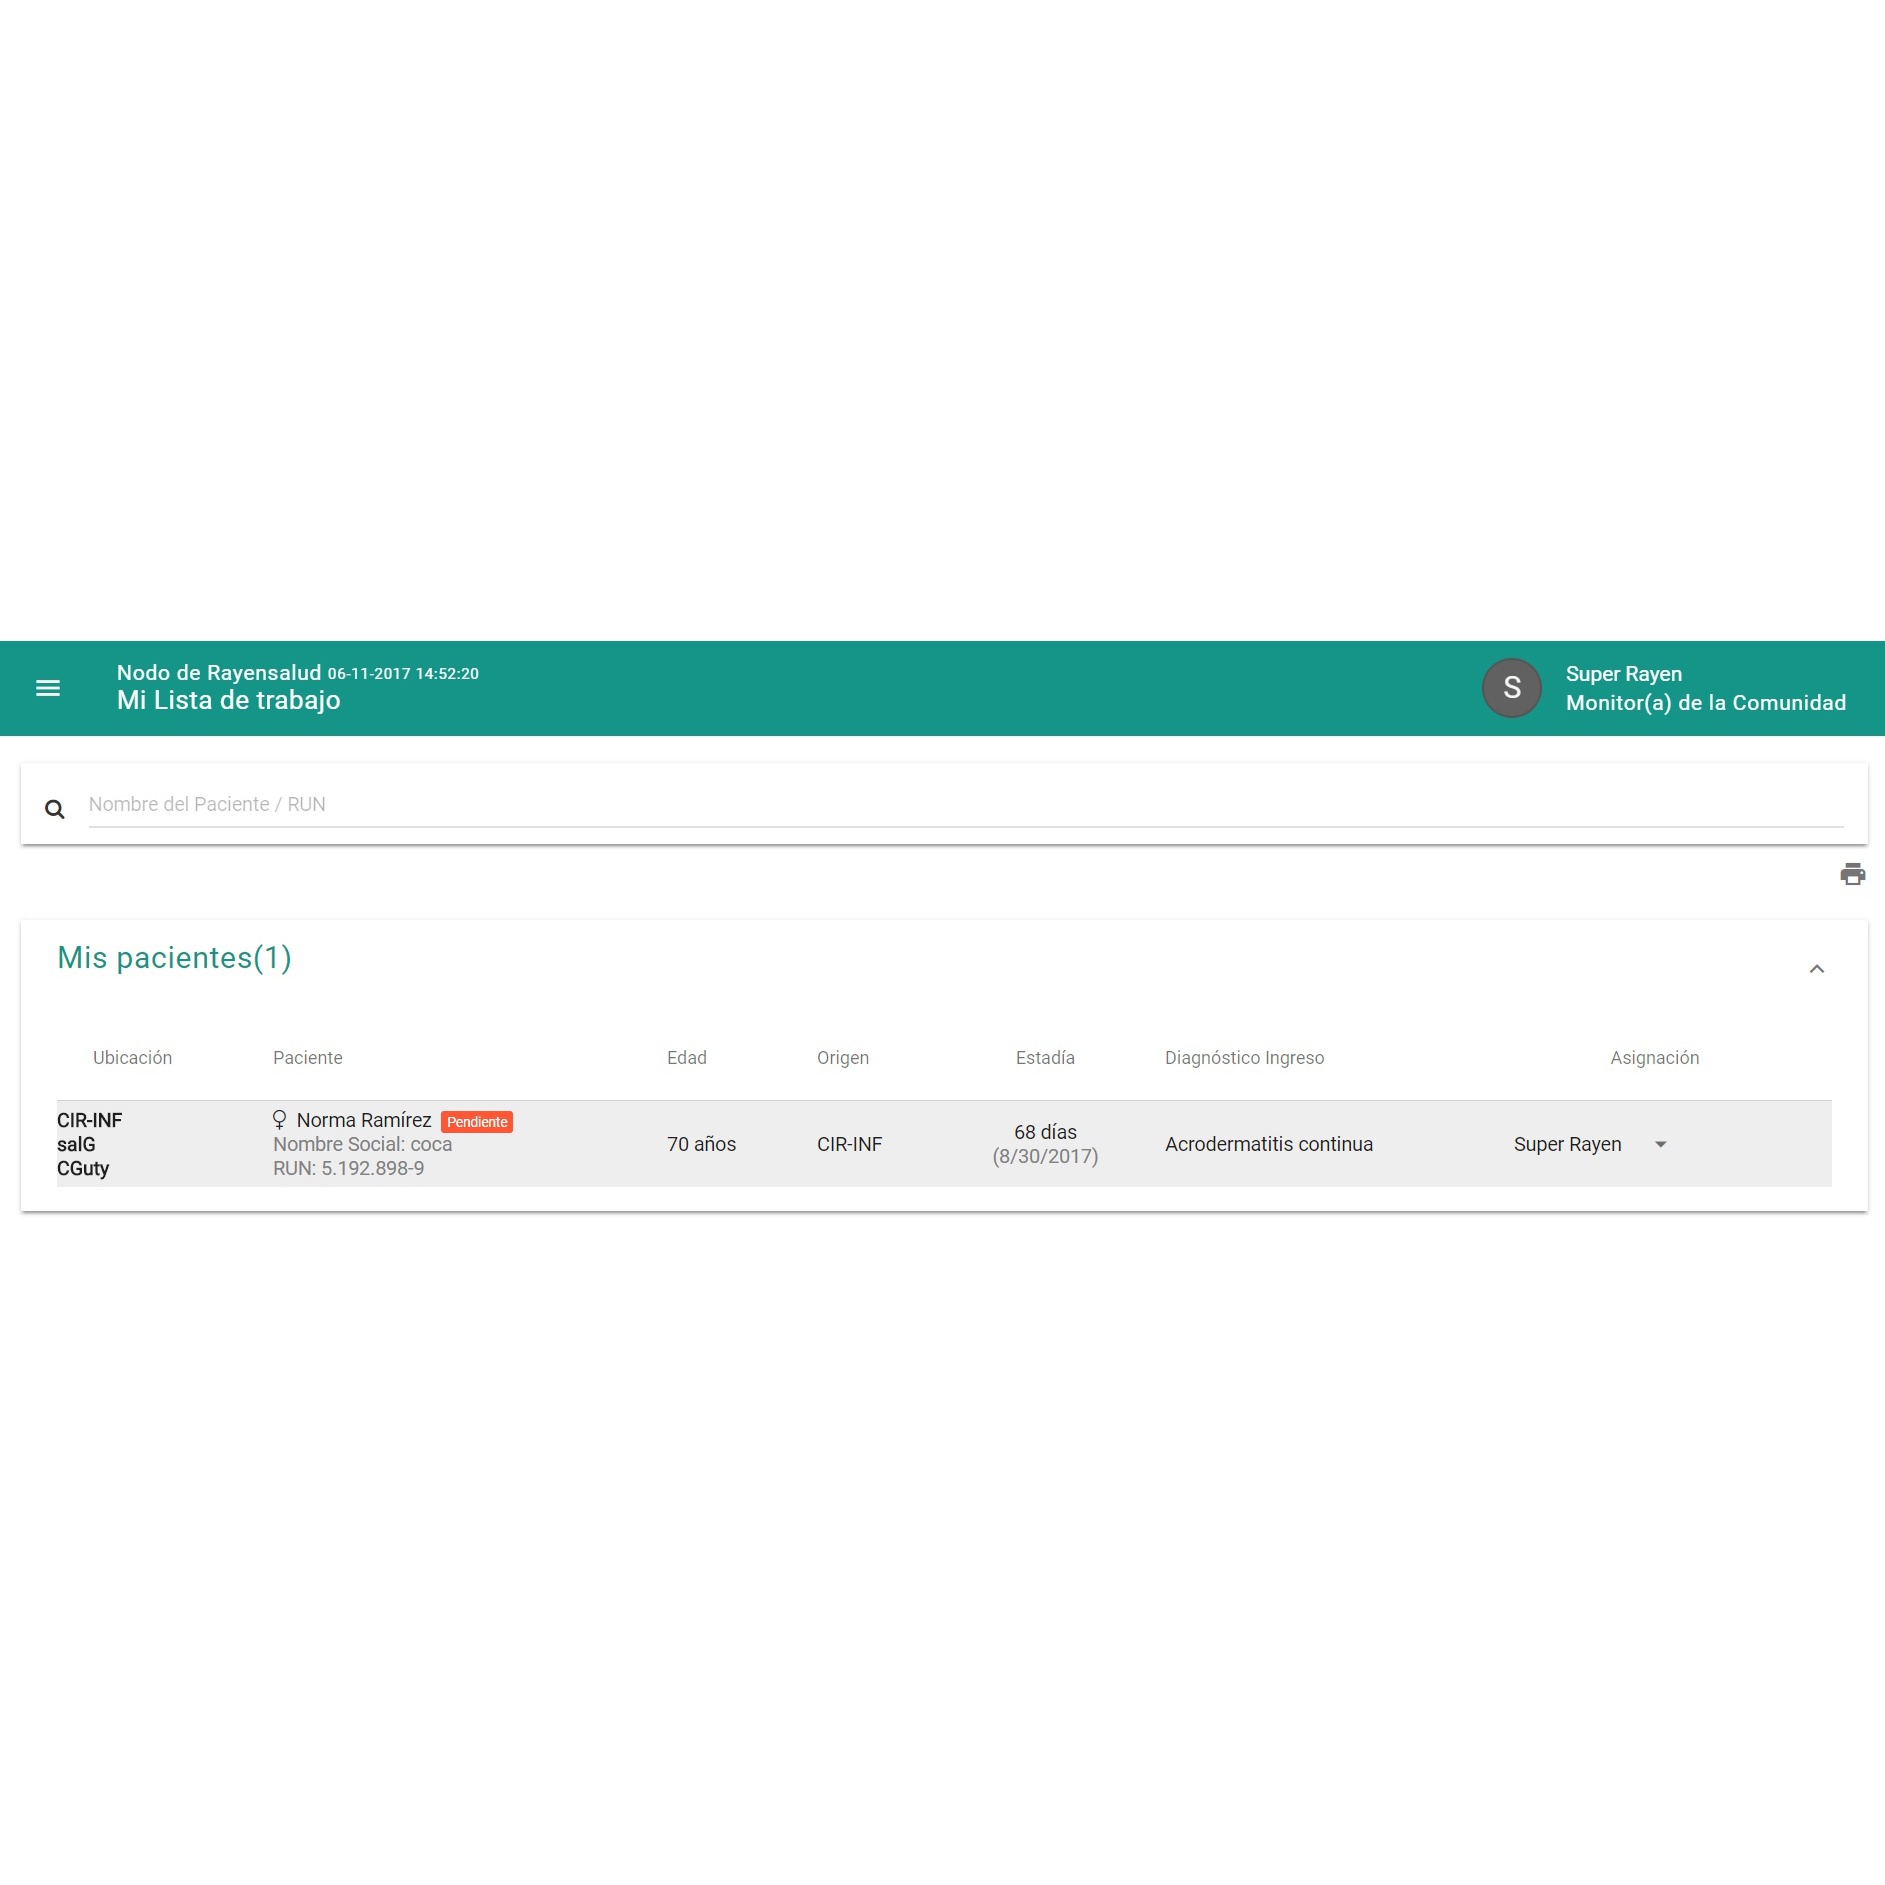 Nodo de Rayensalud 06-11-2017 14:52:20
Mi Lista de trabajo
S
Super Rayen
Monitor(a) de la Comunidad
Nombre del Paciente / RUN
Mis pacientes(1)
Ubicación Paciente Edad Origen Estadía Diagnóstico Ingreso Asignación
CIR-INF
salG
CGuty
Norma Ramírez Pendiente
Nombre Social: coca
RUN: 5.192.898-9
70 años
CIR-INF
68 días
(8/30/2017)
Acrodermatitis continua
Super Rayen